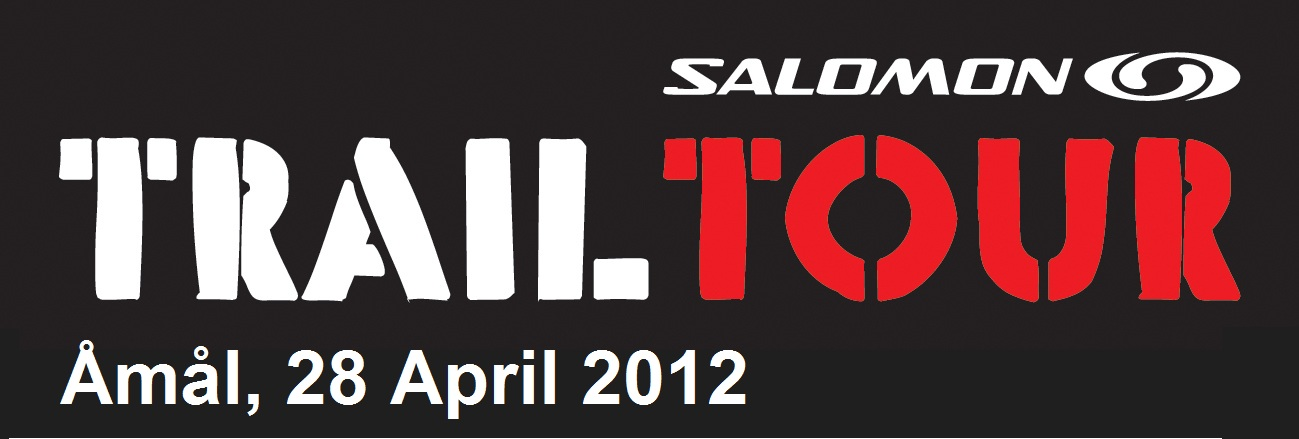 SALOMON
TRAILTOUR
Åmål, 28 April 2012